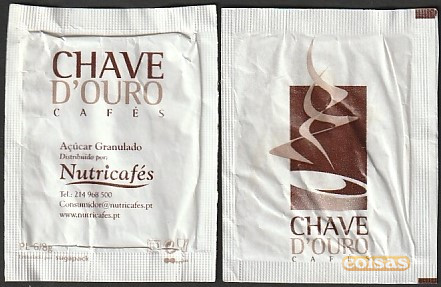 CHAVE
D'OURO
CAFÉS
Açúcar Granulado
Distribuído por:
Nutricafés
Tel.: 214 968 500
Consumidor@nutricafes.pt
www.nutricafes.pt
sugapack
CHAVE
D'OURO
CAFÉS
coisas